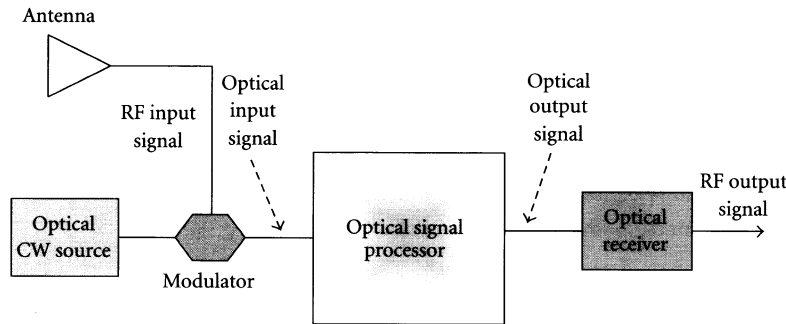 Antenna
RF input
signal
Optical
input
signal
Optical
output
signal
Optical
CW source
Modulator
Optical signal
processor
Optical
receiver
RF output
signal